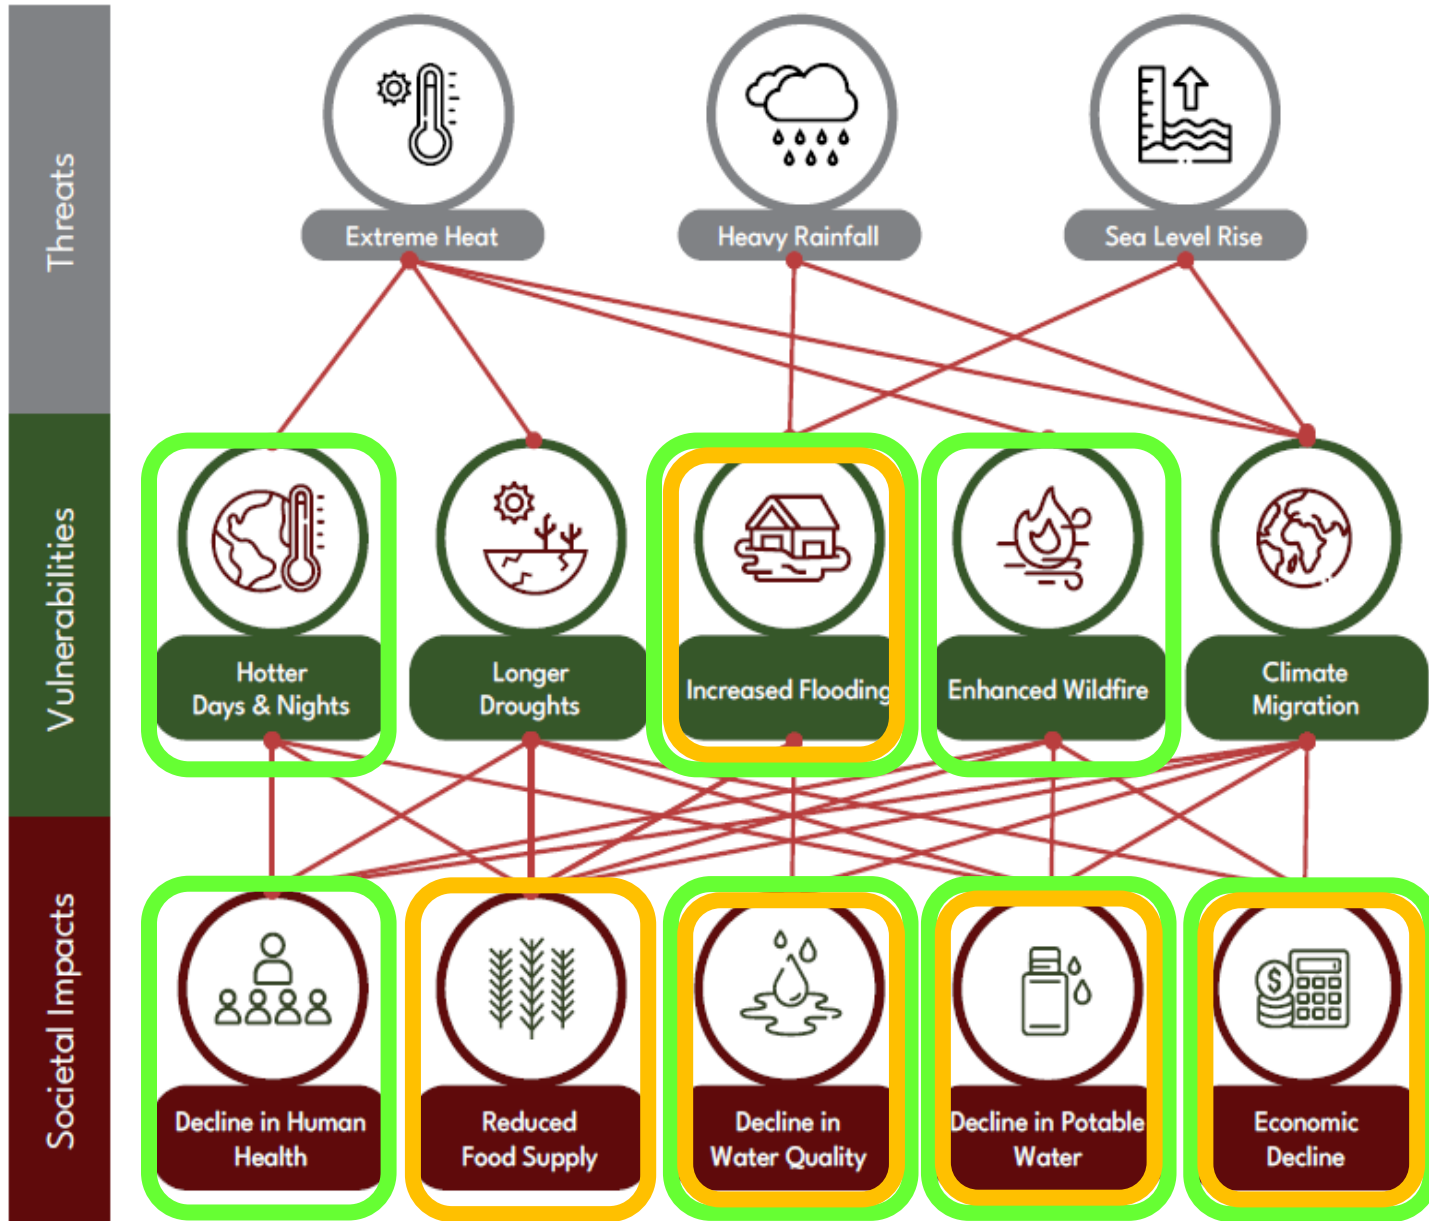 Threats
Extreme Heat
Heavy Rainfall
Sea Level Rise
Vulnerabilities
Hotter
Days & Nights
Longer
Droughts
Increased Flooding
Enhanced Wildfire
Climate
Migration
Societal Impacts
$
Decline in Human
Health
Reduced
Food Supply
Decline in
Water Quality
Decline in Potable
Water
Economic
Decline